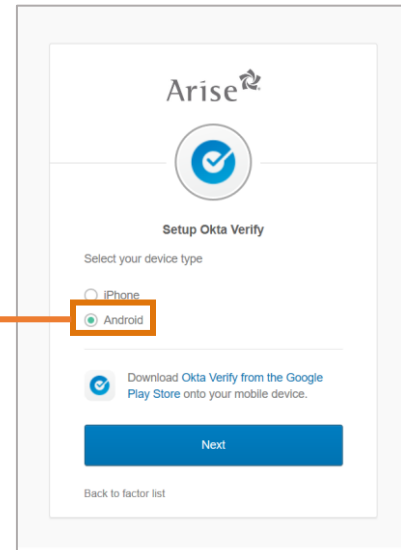 Arise
Setup Okta Verify
Select your device type
iPhone
Android
Download Okta Verify from the Google
Play Store onto your mobile device.
Next
Back to factor list